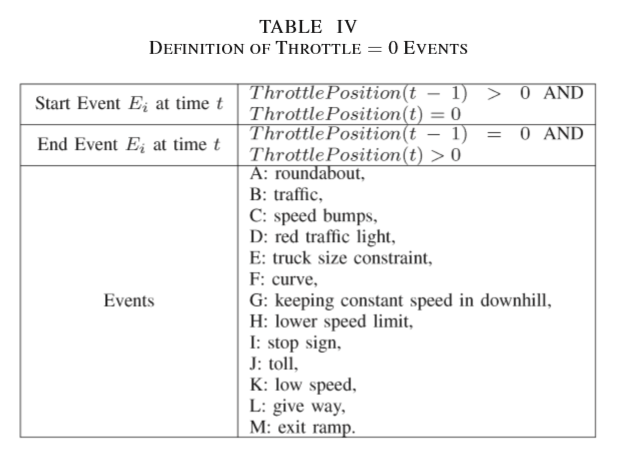 TABLE IV
DEFINITION OF THROTTLE = 0 EVENTS
Start Event E_i at time t
ThrottlePosition(t − 1) > 0 AND
ThrottlePosition(t) = 0
End Event E_i at time t
ThrottlePosition(t − 1) = 0 AND
ThrottlePosition(t) > 0
Events
A: roundabout,
B: traffic,
C: speed bumps,
D: red traffic light,
E: truck size constraint,
F: curve,
G: keeping constant speed in downhill,
H: lower speed limit,
I: stop sign,
J: toll,
K: low speed,
L: give way,
M: exit ramp.